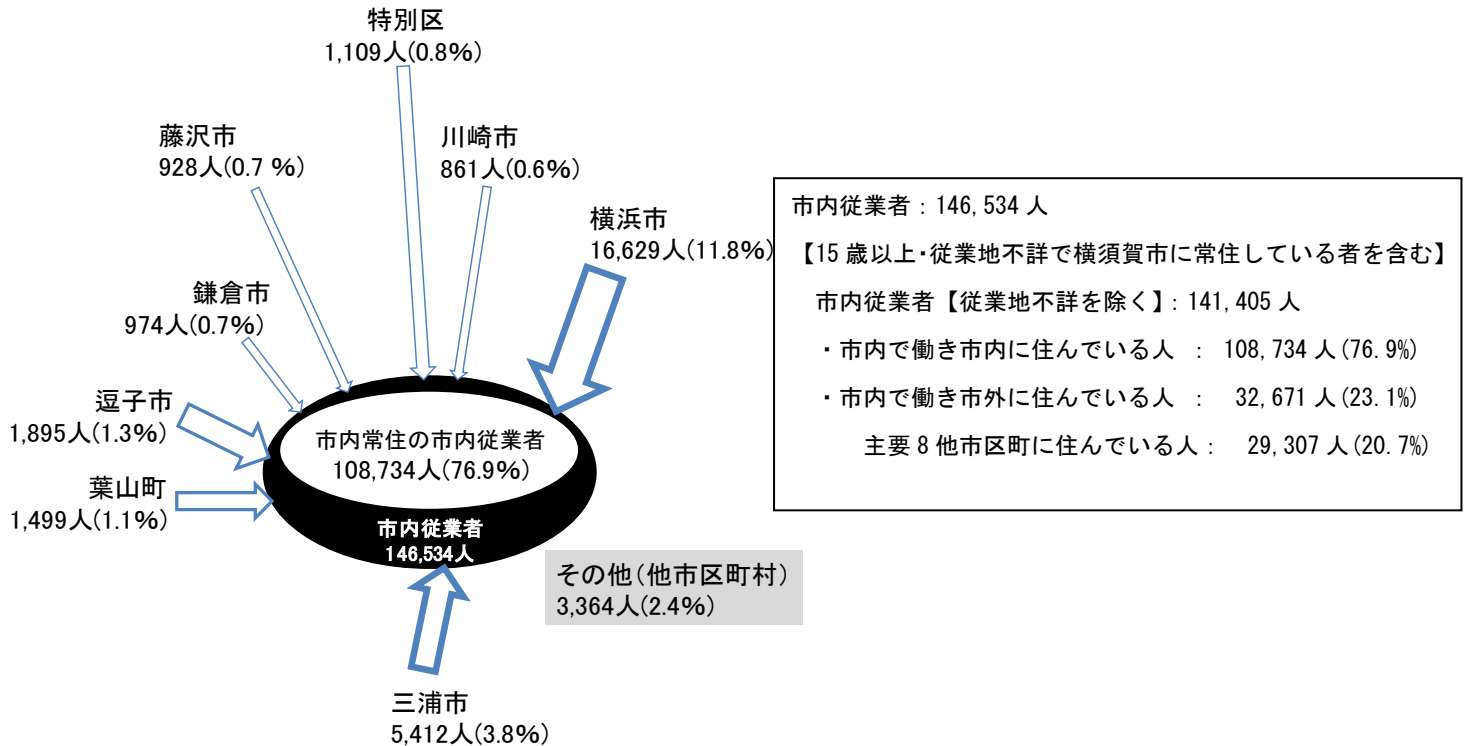 特別区
1,109人(0.8%)
藤沢市
928人(0.7 %)
川崎市
861人(0.6%)
横浜市
16,629人(11.8%)
鎌倉市
974人(0.7%)
逗子市
1,895人(1.3%)
葉山町
1,499人(1.1%)
市内常住の市内従業者
108,734人(76.9%)
市内従業者
146,534人
その他(他市区町村)
3,364人(2.4%)
三浦市
5,412人(3.8%)
市内従業者：146,534 人
【15 歳以上・従業地不詳で横須賀市に常住している者を含む】
市内従業者【従業地不詳を除く】：141,405 人
・市内で働き市内に住んでいる人 ： 108,734 人(76.9%)
・市内で働き市外に住んでいる人 ： 32,671 人(23.1%)
主要 8 他市区町に住んでいる人： 29,307 人(20.7%)